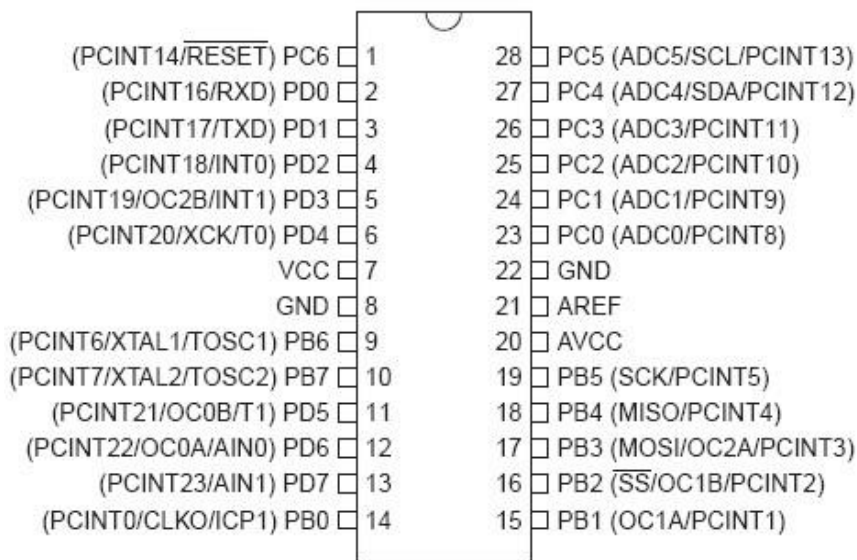 (PCINT14/RESET) PC6 1 28 PC5 (ADC5/SCL/PCINT13)
(PCINT16/RXD) PD0 2 27 PC4 (ADC4/SDA/PCINT12)
(PCINT17/TXD) PD1 3 26 PC3 (ADC3/PCINT11)
(PCINT18/INT0) PD2 4 25 PC2 (ADC2/PCINT10)
(PCINT19/OC2B/INT1) PD3 5 24 PC1 (ADC1/PCINT9)
(PCINT20/XCK/T0) PD4 6 23 PC0 (ADC0/PCINT8)
VCC 7 22 GND
GND 8 21 AREF
(PCINT6/XTAL1/TOSC1) PB6 9 20 AVCC
(PCINT7/XTAL2/TOSC2) PB7 10 19 PB5 (SCK/PCINT5)
(PCINT21/OC0B/T1) PD5 11 18 PB4 (MISO/PCINT4)
(PCINT22/OC0A/AIN0) PD6 12 17 PB3 (MOSI/OC2A/PCINT3)
(PCINT23/AIN1) PD7 13 16 PB2 (SS/OC1B/PCINT2)
(PCINT0/CLKO/ICP1) PB0 14 15 PB1 (OC1A/PCINT1)